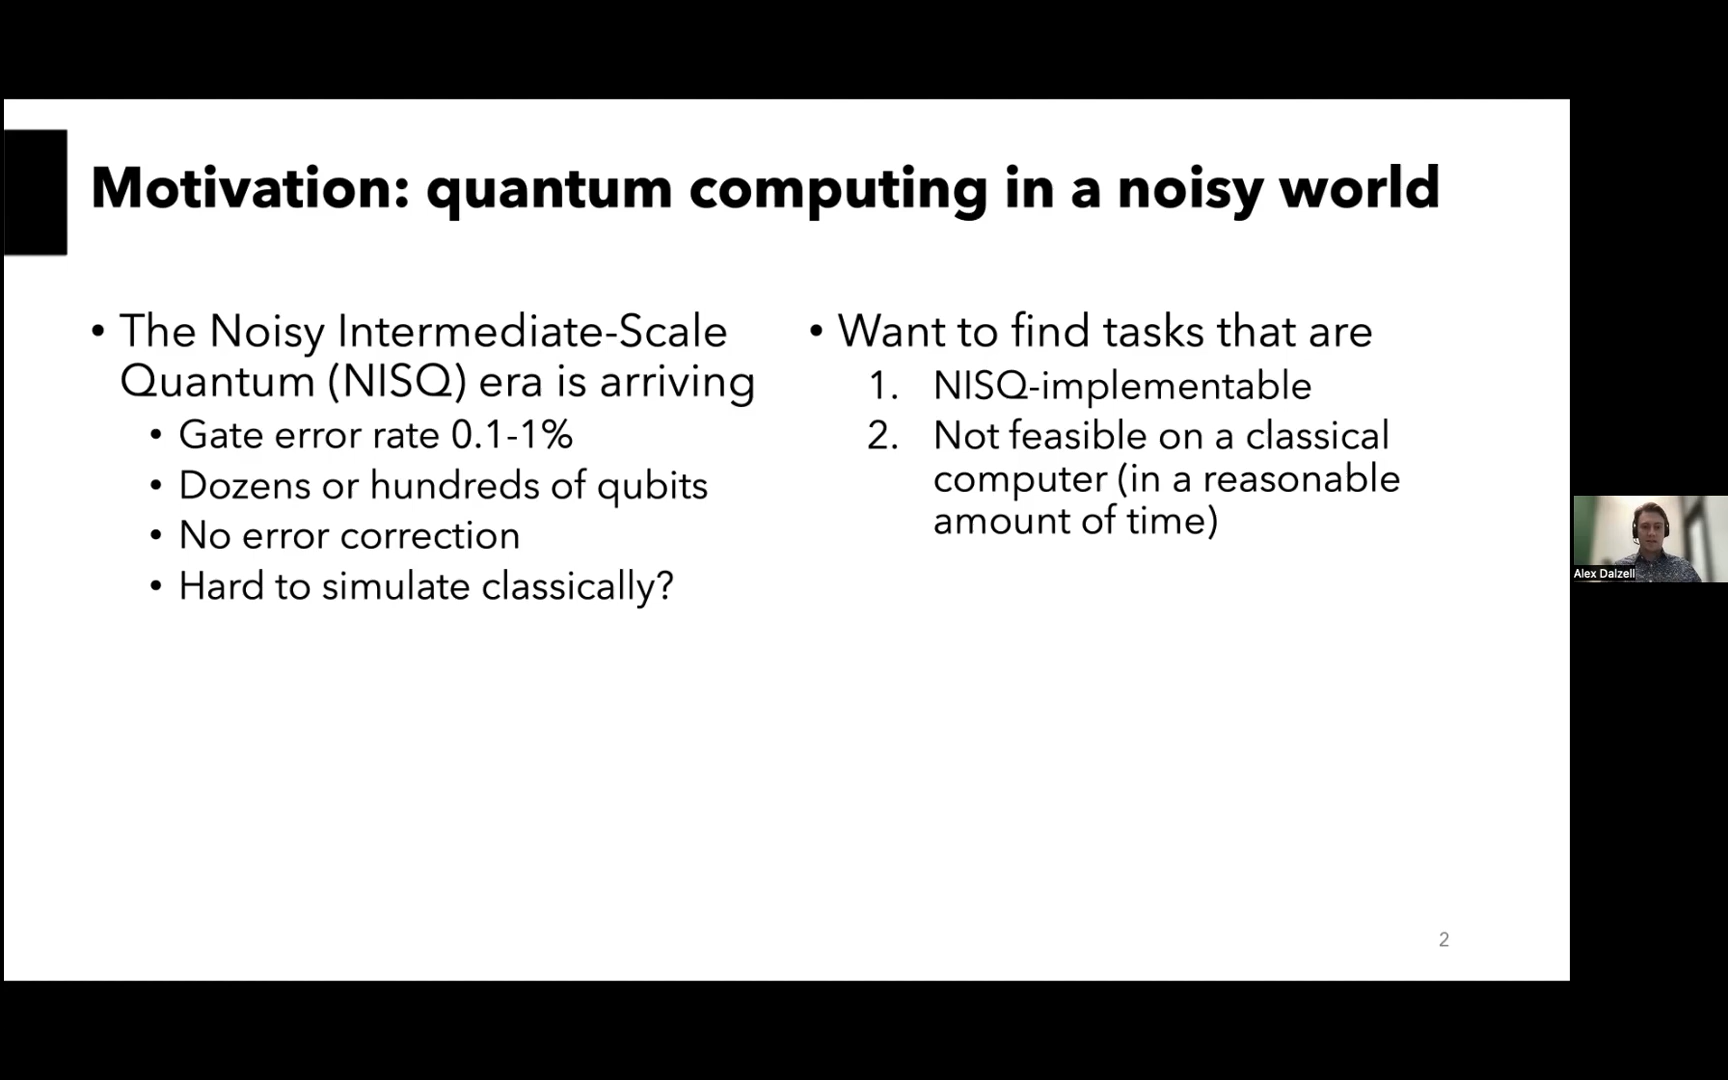 Motivation: quantum computing in a noisy world
• The Noisy Intermediate-Scale
Quantum (NISQ) era is arriving
• Gate error rate 0.1-1%
• Dozens or hundreds of qubits
• No error correction
• Hard to simulate classically?
• Want to find tasks that are
1. NISQ-implementable
2. Not feasible on a classical
computer (in a reasonable
amount of time)
Alex Dalzell
2